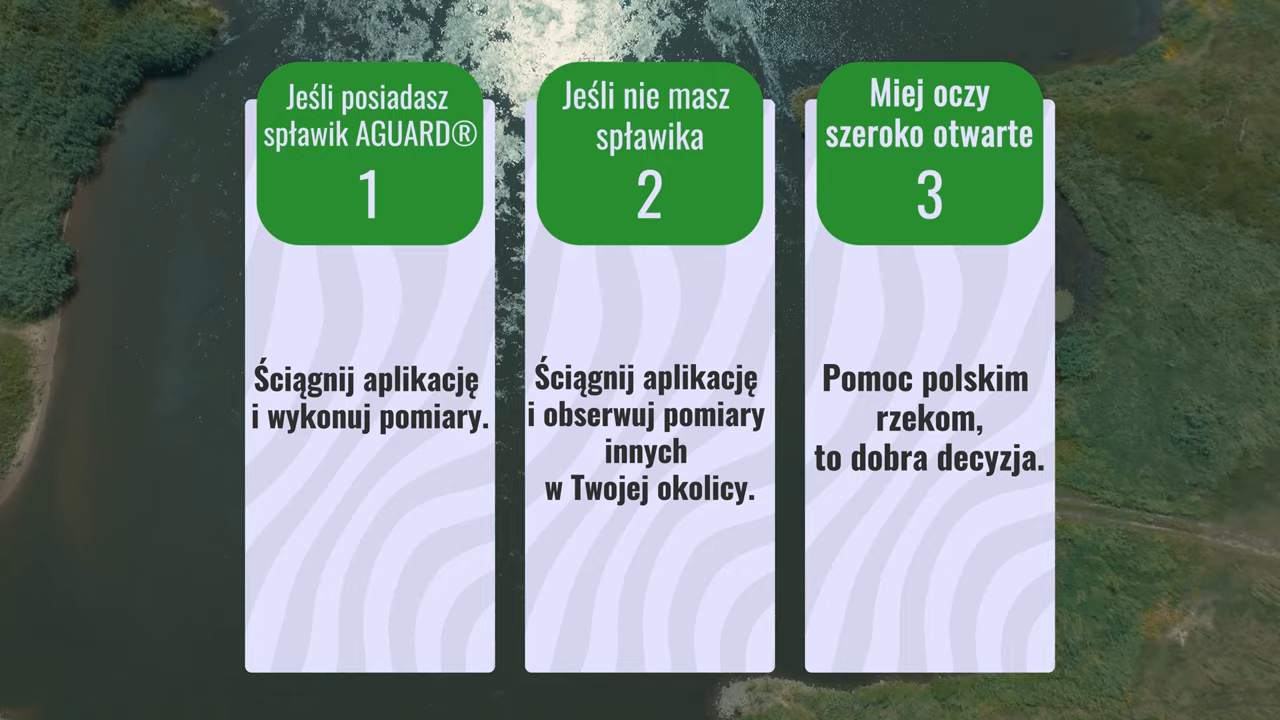 Jeśli posiadasz
spławik AGUARD®
1
Ściągnij aplikację
i wykonuj pomiary.
Jeśli nie masz
spławika
2
Ściągnij aplikację
i obserwuj pomiary
innych
w Twojej okolicy.
Miej oczy
szeroko otwarte
3
Pomoc polskim
rzekom,
to dobra decyzja.